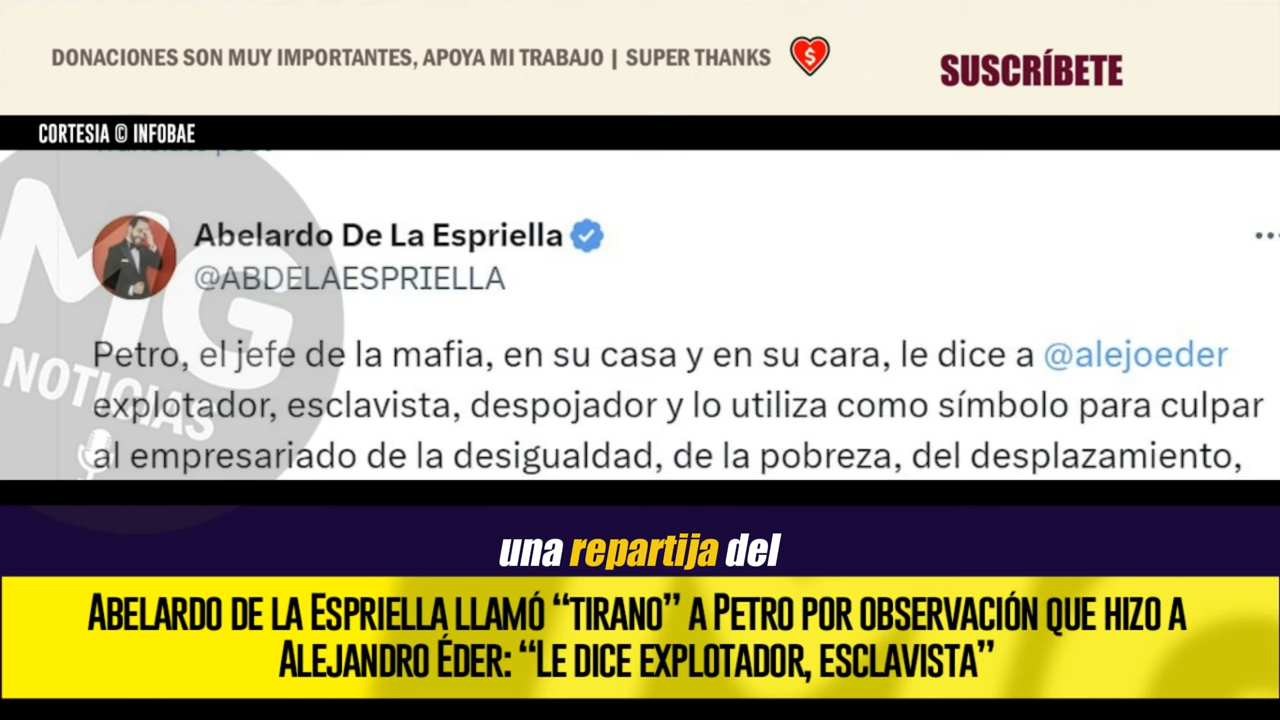 DONACIONES SON MUY IMPORTANTES, APOYA MI TRABAJO | SUPER THANKS
SUSCRÍBETE
CORTESIA © INFOBAE
MG
NOTICIAS
Abelardo De La Espriella
@ABDELAESPRIELLA
Petro, el jefe de la mafia, en su casa y en su cara, le dice a @alejoeder
explotador, esclavista, despojador y lo utiliza como símbolo para culpar
al empresariado de la desigualdad, de la pobreza, del desplazamiento,
una repartija del
ABELARDO DE LA ESPRIELLA LLAMÓ “TIRANO” A PETRO POR OBSERVACIÓN QUE HIZO A
ALEJANDRO ÉDER: “LE DICE EXPLOTADOR, ESCLAVISTA”